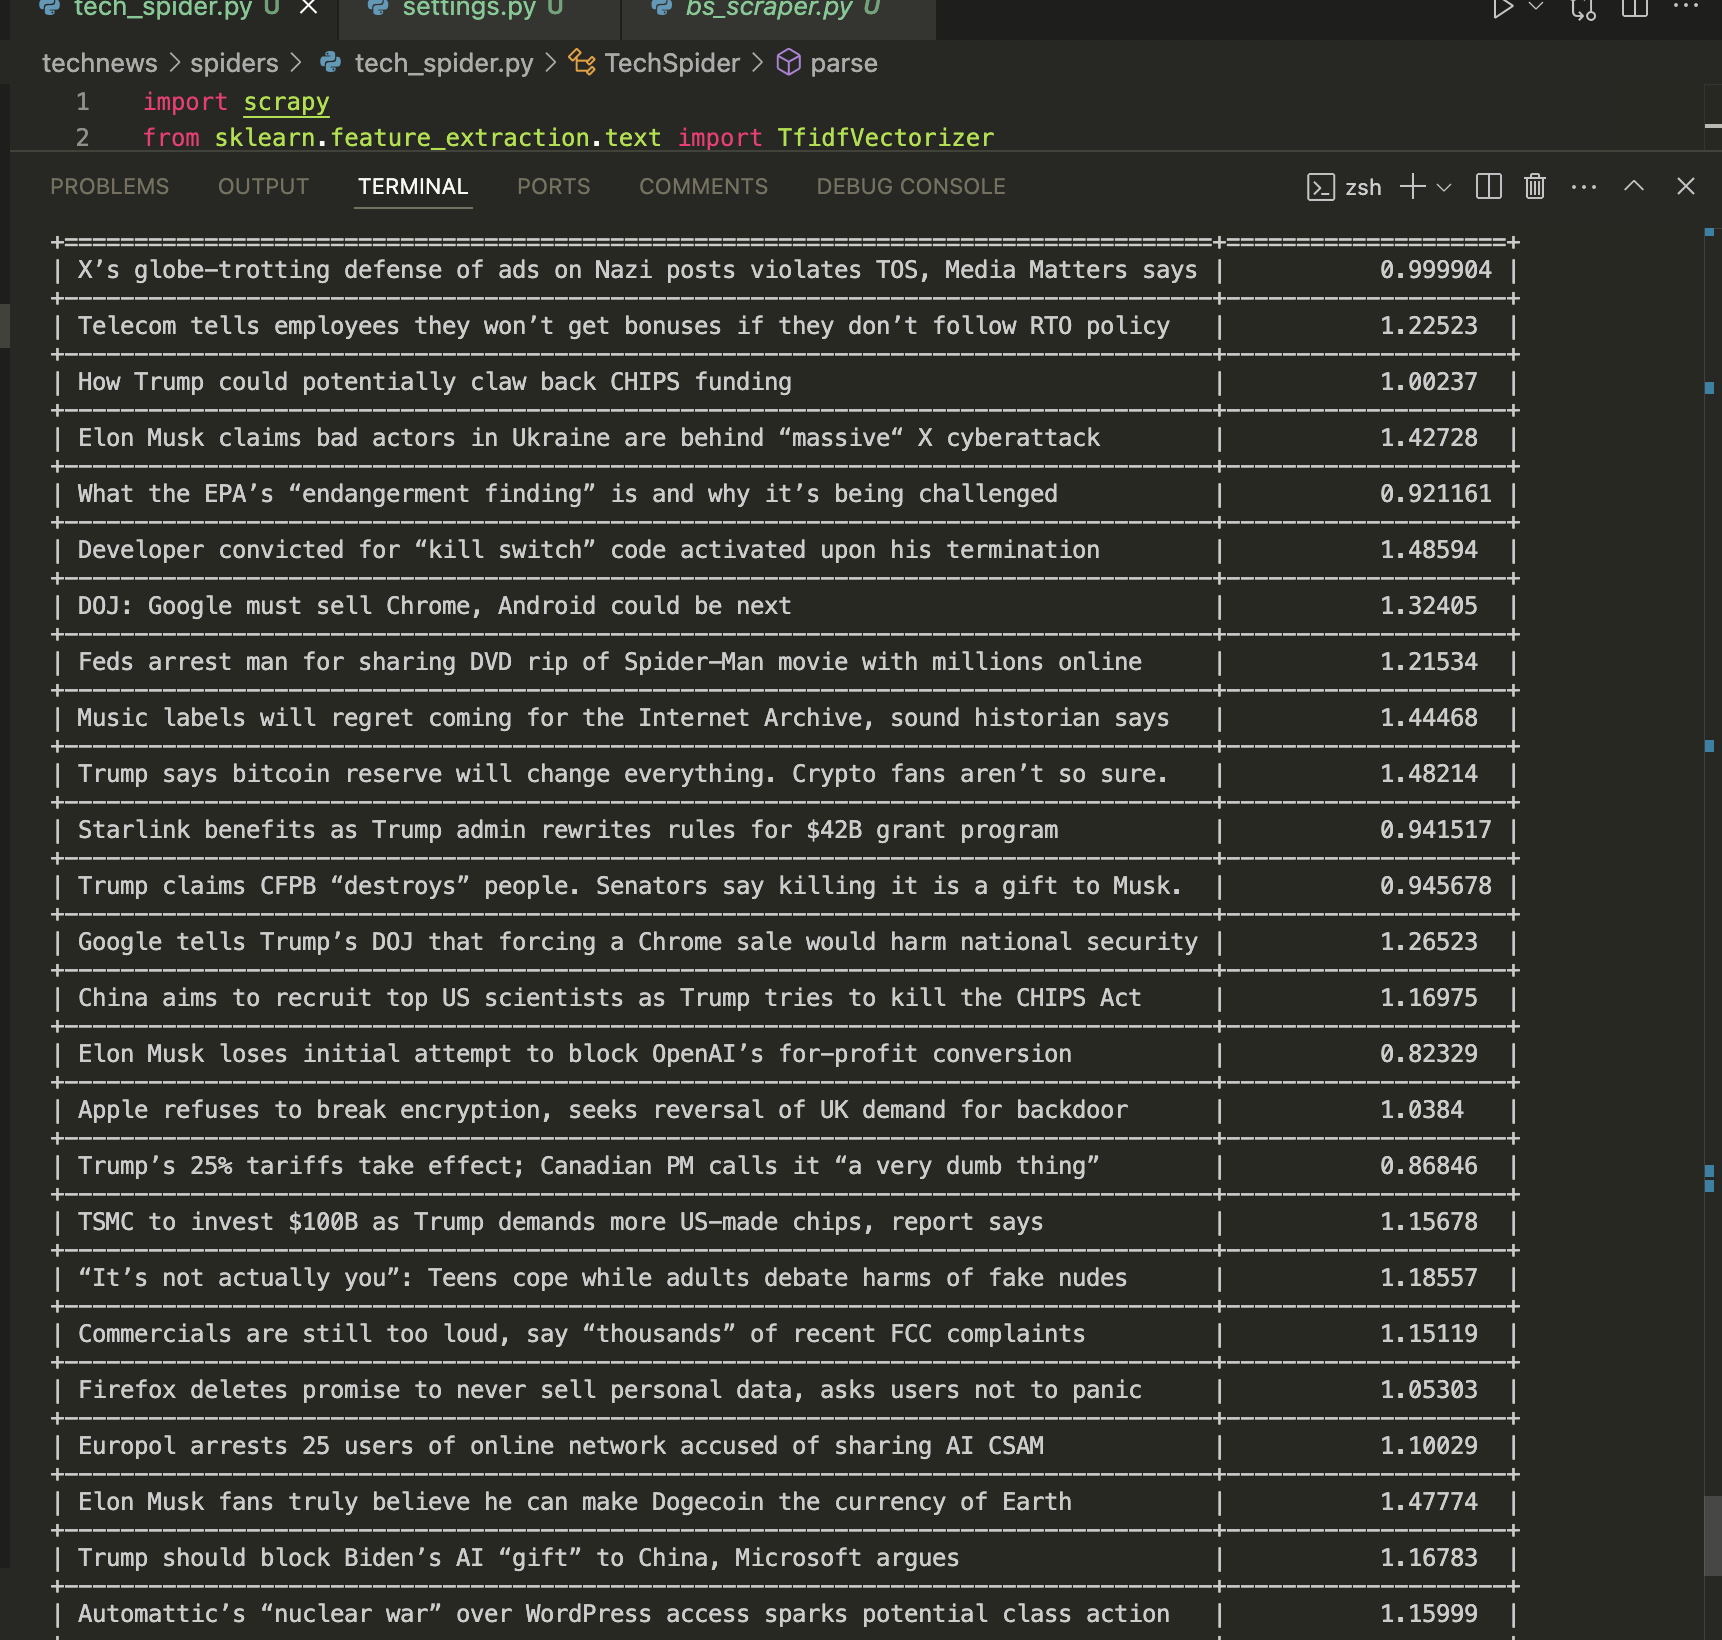 tech_spider.py U
settings.py U
bs_scraper.py U
technews > spiders > tech_spider.py > TechSpider > parse
1 import scrapy
2 from sklearn.feature_extraction.text import TfidfVectorizer
PROBLEMS OUTPUT TERMINAL PORTS COMMENTS DEBUG CONSOLE zsh
+==================================================================================+====================+
| X’s globe-trotting defense of ads on Nazi posts violates TOS, Media Matters says | 0.999904 |
| Telecom tells employees they won’t get bonuses if they don’t follow RTO policy | 1.22523 |
| How Trump could potentially claw back CHIPS funding | 1.00237 |
| Elon Musk claims bad actors in Ukraine are behind “massive“ X cyberattack | 1.42728 |
| What the EPA’s “endangerment finding” is and why it’s being challenged | 0.921161 |
| Developer convicted for “kill switch” code activated upon his termination | 1.48594 |
| DOJ: Google must sell Chrome, Android could be next | 1.32405 |
| Feds arrest man for sharing DVD rip of Spider-Man movie with millions online | 1.21534 |
| Music labels will regret coming for the Internet Archive, sound historian says | 1.44468 |
| Trump says bitcoin reserve will change everything. Crypto fans aren’t so sure. | 1.48214 |
| Starlink benefits as Trump admin rewrites rules for $42B grant program | 0.941517 |
| Trump claims CFPB “destroys” people. Senators say killing it is a gift to Musk. | 0.945678 |
| Google tells Trump’s DOJ that forcing a Chrome sale would harm national security | 1.26523 |
| China aims to recruit top US scientists as Trump tries to kill the CHIPS Act | 1.16975 |
| Elon Musk loses initial attempt to block OpenAI’s for-profit conversion | 0.82329 |
| Apple refuses to break encryption, seeks reversal of UK demand for backdoor | 1.0384 |
| Trump’s 25% tariffs take effect; Canadian PM calls it “a very dumb thing” | 0.86846 |
| TSMC to invest $100B as Trump demands more US-made chips, report says | 1.15678 |
| “It’s not actually you”: Teens cope while adults debate harms of fake nudes | 1.18557 |
| Commercials are still too loud, say “thousands” of recent FCC complaints | 1.15119 |
| Firefox deletes promise to never sell personal data, asks users not to panic | 1.05303 |
| Europol arrests 25 users of online network accused of sharing AI CSAM | 1.10029 |
| Elon Musk fans truly believe he can make Dogecoin the currency of Earth | 1.47774 |
| Trump should block Biden’s AI “gift” to China, Microsoft argues | 1.16783 |
| Automattic’s “nuclear war” over WordPress access sparks potential class action | 1.15999 |